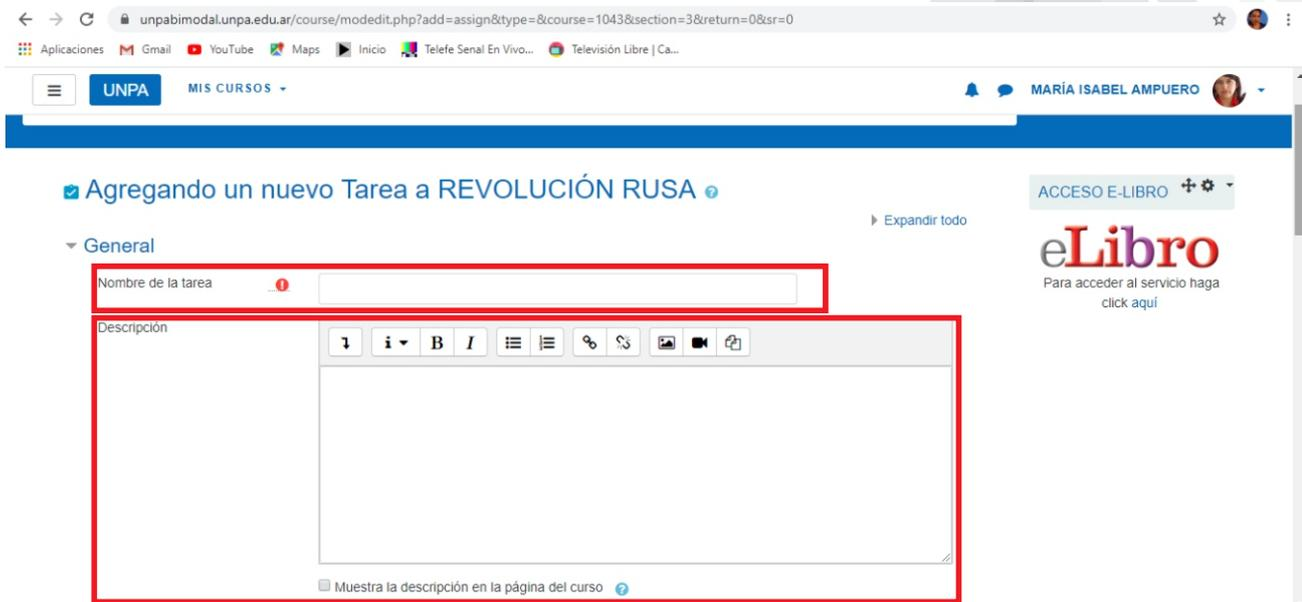 unpabimodal.unpa.edu.ar/course/modedit.php?add=assign&type=&course=1043&section=3&return=0&sr=0
Aplicaciones Gmail YouTube Maps Inicio Telefe Senal En Vivo... Televisión Libre | Ca...
UNPA MIS CURSOS MARÍA ISABEL AMPUERO
Agregando un nuevo Tarea a REVOLUCIÓN RUSA
ACCESO E-LIBRO
Expandir todo
General
eLibro
Nombre de la tarea
Para acceder al servicio haga
click aquí
Descripción
i B I
Muestra la descripción en la página del curso